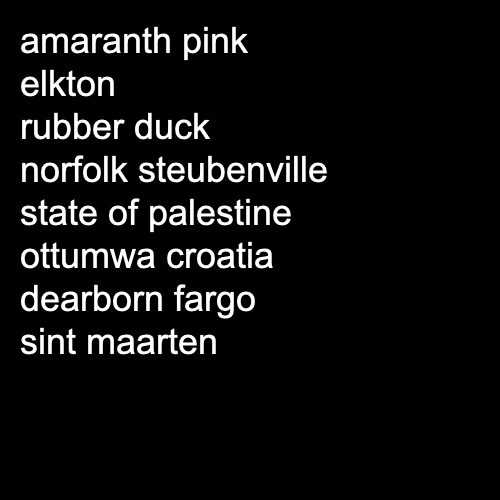 amaranth pink
elkton
rubber duck
norfolk steubenville
state of palestine
ottumwa croatia
dearborn fargo
sint maarten